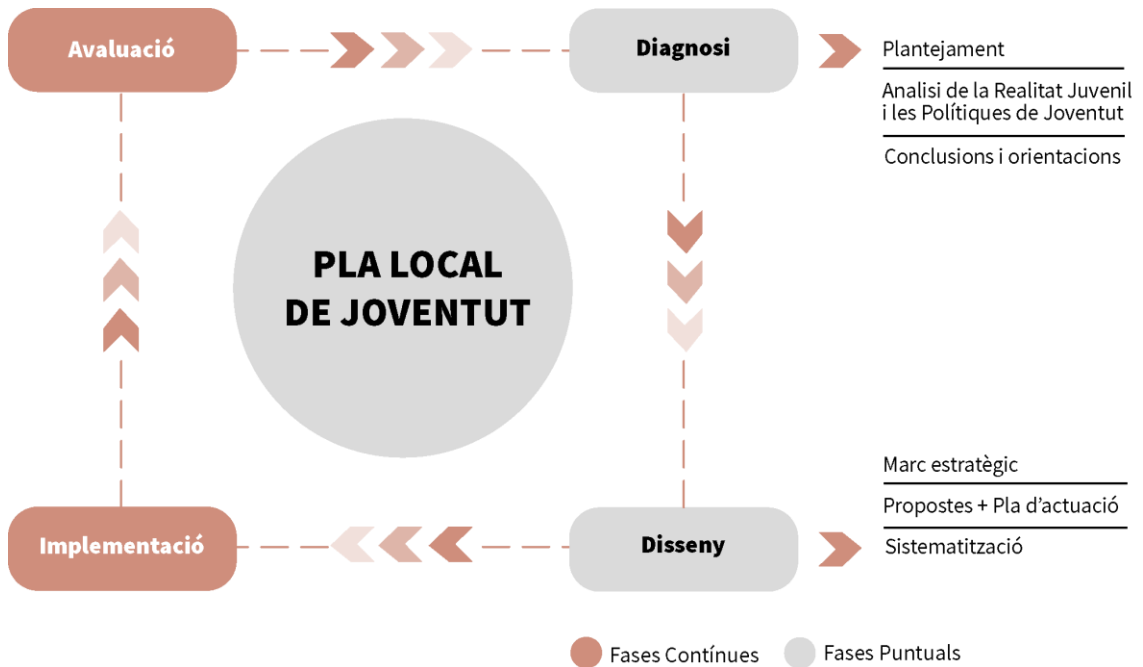 Avaluació
Diagnosi
Plantejament
Analisi de la Realitat Juvenil
i les Polítiques de Joventut
Conclusions i orientacions
PLA LOCAL
DE JOVENTUT
Implementació
Disseny
Marc estratègic
Propostes + Pla d'actuació
Sistematització
Fases Contínues
Fases Puntuals